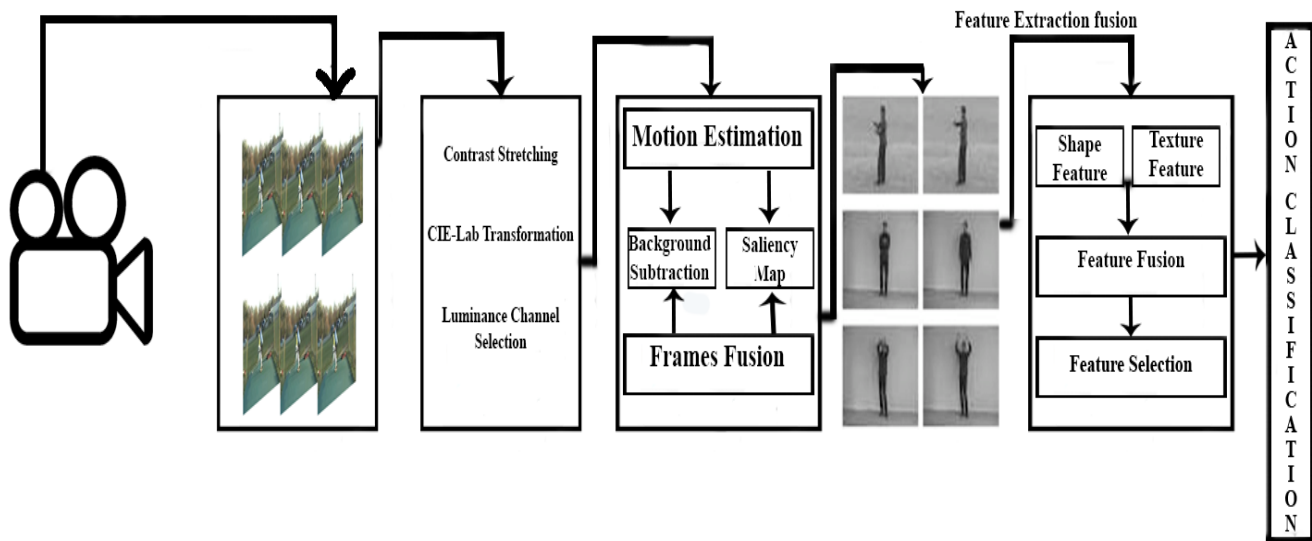 Feature Extraction fusion
Contrast Stretching
CIE-Lab Transformation
Luminance Channel
Selection
Motion Estimation
Background
Subtraction
Saliency
Map
Frames Fusion
Shape
Feature
Texture
Feature
Feature Fusion
Feature Selection
ACTION CLASSIFICATION